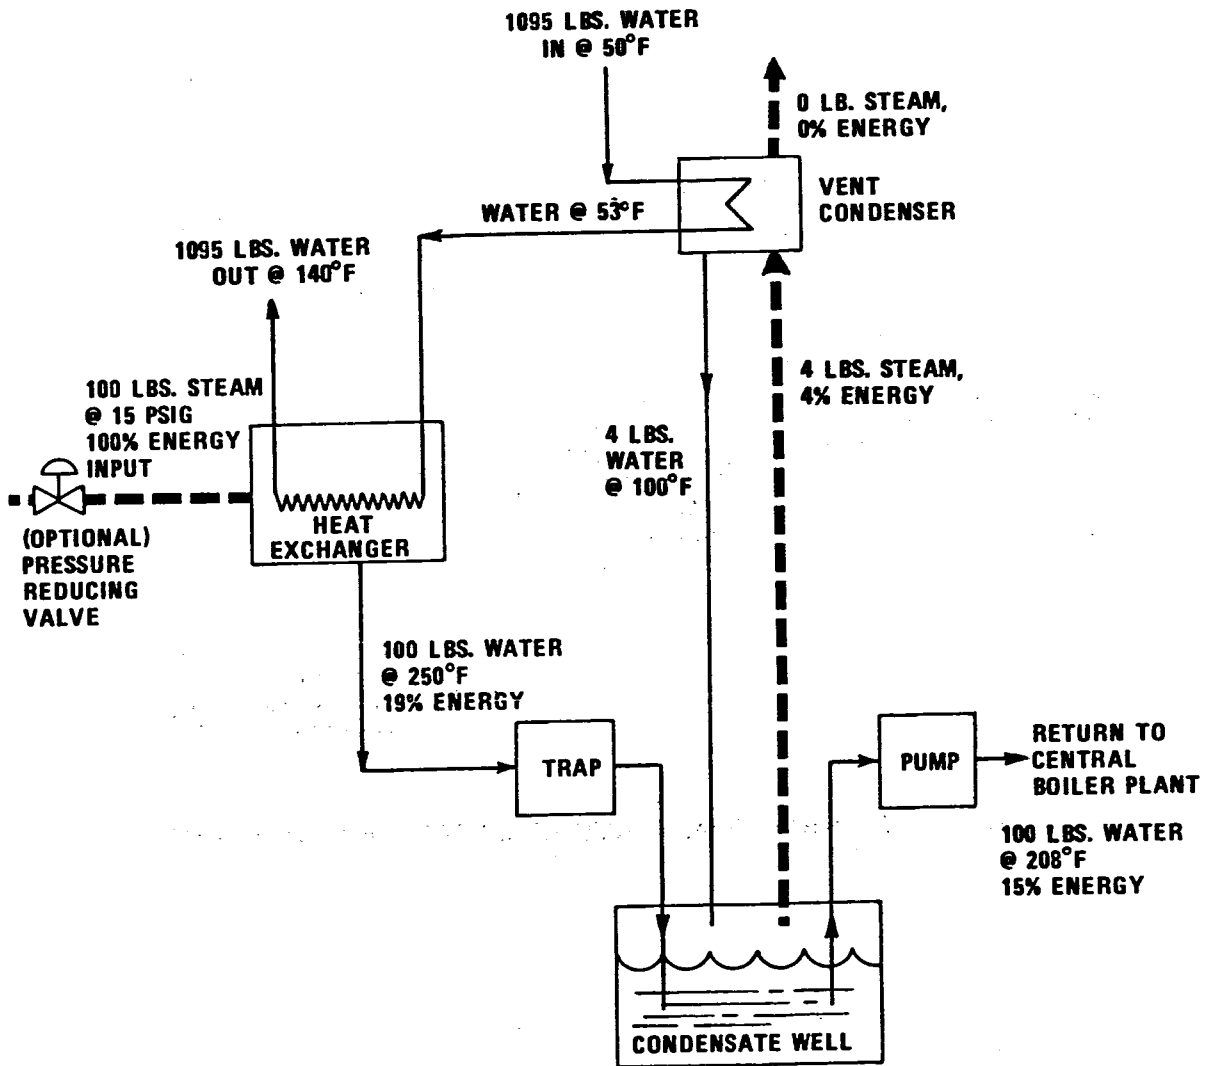 1095 LBS. WATER
IN @ 50°F
0 LB. STEAM,
0% ENERGY
VENT
CONDENSER
WATER @ 53°F
1095 LBS. WATER
OUT @ 140°F
4 LBS. STEAM,
4% ENERGY
100 LBS. STEAM
@ 15 PSIG
100% ENERGY
INPUT
4 LBS.
WATER
@ 100°F
HEAT
EXCHANGER
(OPTIONAL)
PRESSURE
REDUCING
VALVE
100 LBS. WATER
@ 250°F
19% ENERGY
TRAP
PUMP
RETURN TO
CENTRAL
BOILER PLANT
100 LBS. WATER
@ 208°F
15% ENERGY
CONDENSATE WELL